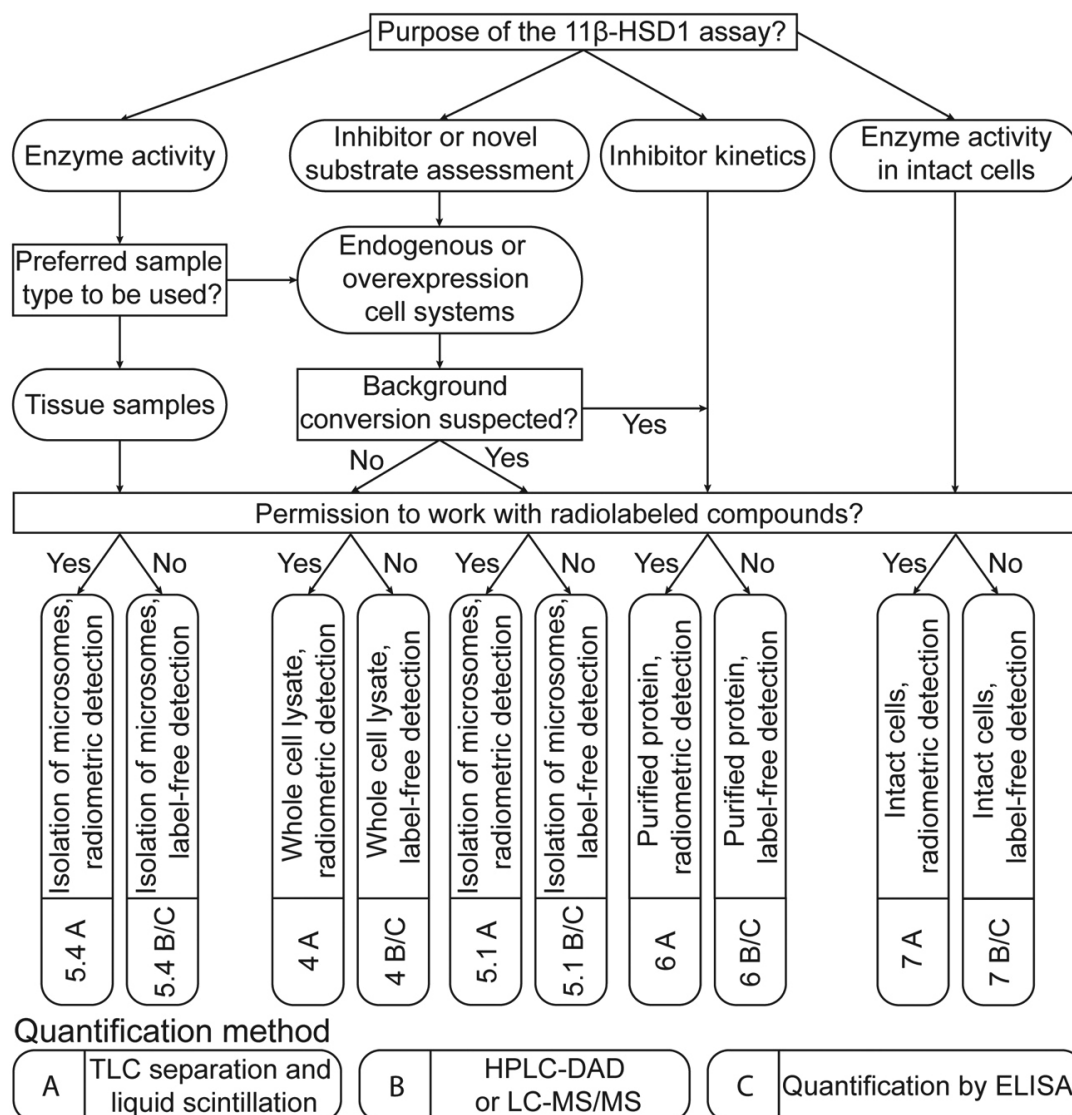 Purpose of the 11β-HSD1 assay?
Enzyme activity
Inhibitor or novel
substrate assessment
Inhibitor kinetics
Enzyme activity
in intact cells
Preferred sample
type to be used?
Endogenous or
overexpression
cell systems
Tissue samples
Background
conversion suspected?
Yes
No
Yes
Permission to work with radiolabeled compounds?
Yes
No
Yes
No
Yes
No
Yes
No
Yes
No
Isolation of microsomes,
radiometric detection
5.4 A
Isolation of microsomes,
label-free detection
5.4 B/C
Whole cell lysate,
radiometric detection
4 A
Whole cell lysate,
label-free detection
4 B/C
Isolation of microsomes,
radiometric detection
5.1 A
Isolation of microsomes,
label-free detection
5.1 B/C
Purified protein,
radiometric detection
6 A
Purified protein,
label-free detection
6 B/C
Intact cells,
radiometric detection
7 A
Intact cells,
label-free detection
7 B/C
Quantification method
A
TLC separation and
liquid scintillation
B
HPLC-DAD
or LC-MS/MS
C
Quantification by ELISA